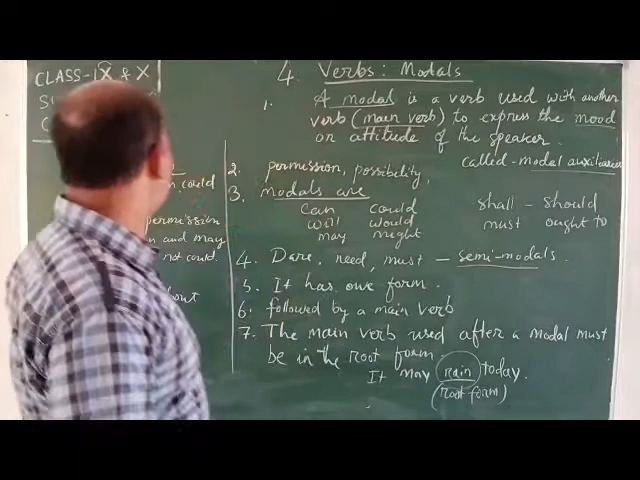 CLASS-IX & X
4. Verbs: Modals
1. A modal is a verb used with another
verb (main verb) to express the mood
or attitude of the speaker.
called - modal auxiliaries
2. permission, possibility,
3. modals are
can could shall - should
will would must ought to
may might
4. Dare, need, must - semi-modals.
5. It has one form.
6. followed by a main verb
7. The main verb used after a modal must
be in the root form
It may rain today.
(root form)
could
permission
and may
not could.